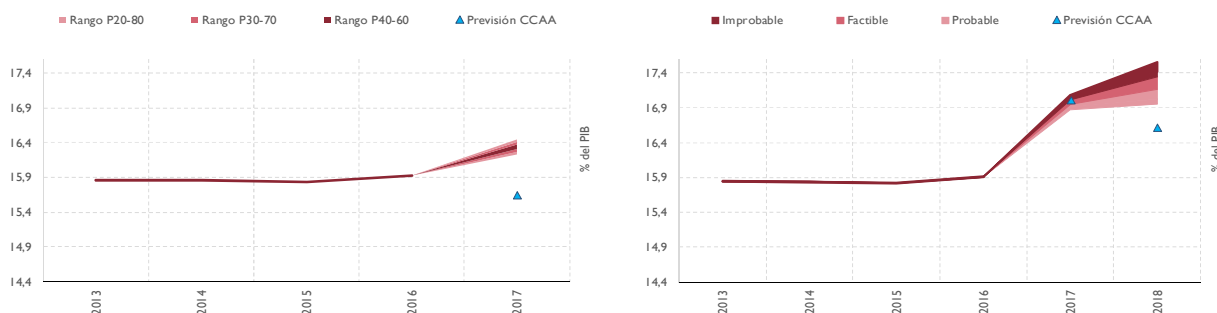 Rango P20-80 Rango P30-70 Rango P40-60 Previsión CCAA
17,4
16,9
16,4
15,9
15,4
14,9
14,4
2013 2014 2015 2016 2017
% del PIB
Improbable Factible Probable Previsión CCAA
17,4
16,9
16,4
15,9
15,4
14,9
14,4
2013 2014 2015 2016 2017 2018
% del PIB